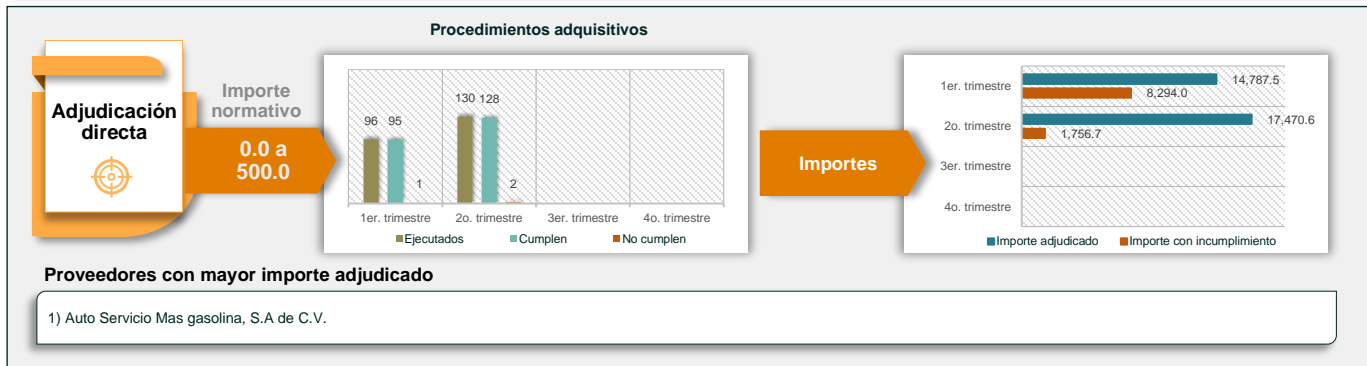 Procedimientos adquisitivos
Adjudicación
directa
Importe
normativo
0.0 a
500.0
96
95
1
130
128
2
1er. trimestre
2o. trimestre
3er. trimestre
4o. trimestre
Ejecutados
Cumplen
No cumplen
Importes
1er. trimestre
14,787.5
8,294.0
2o. trimestre
17,470.6
1,756.7
3er. trimestre
4o. trimestre
Importe adjudicado
Importe con incumplimiento
Proveedores con mayor importe adjudicado
1) Auto Servicio Mas gasolina, S.A de C.V.